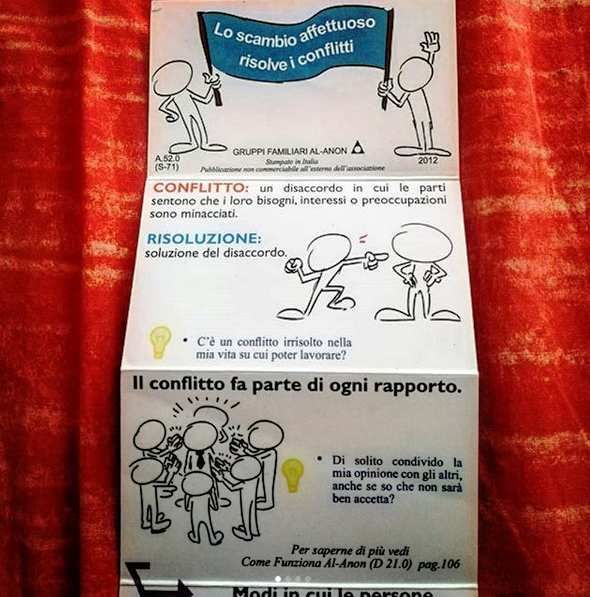 Lo scambio affettuoso
risolve i conflitti
A.52.0
(S-71)
GRUPPI FAMILIARI AL-ANON
Stampato in Italia
Pubblicazione non commerciabile all'esterno dell'associazione
2012
CONFLITTO: un disaccordo in cui le parti
sentono che i loro bisogni, interessi o preoccupazioni
sono minacciati.
RISOLUZIONE:
soluzione del disaccordo.
• C'è un conflitto irrisolto nella
mia vita su cui poter lavorare?
Il conflitto fa parte di ogni rapporto.
• Di solito condivido la
mia opinione con gli altri,
anche se so che non sarà
ben accetta?
Per saperne di più vedi
Come Funziona Al-Anon (D 21.0) pag.106
Modi in cui le persone